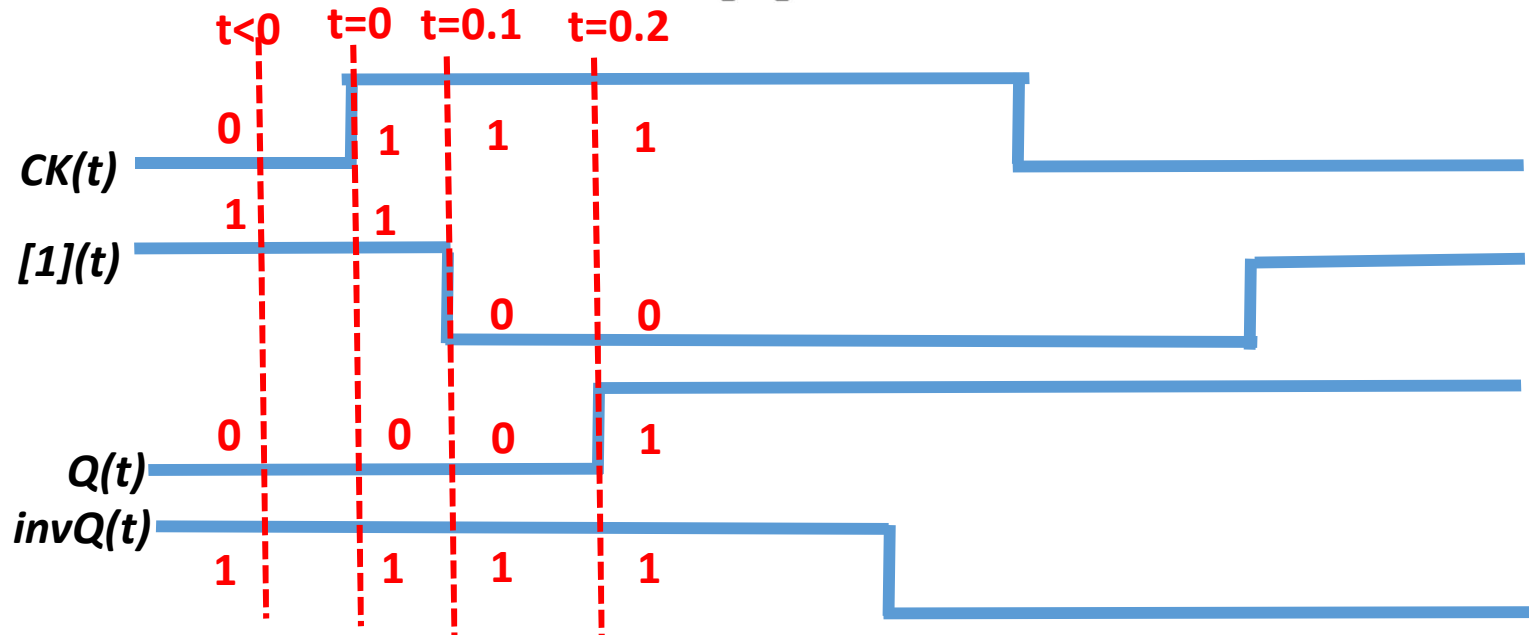 t<0 t=0 t=0.1 t=0.2
0 1 1 1
CK(t)
1 1
[1](t)
0 0
0 0 0 1
Q(t)
invQ(t)
1 1 1 1